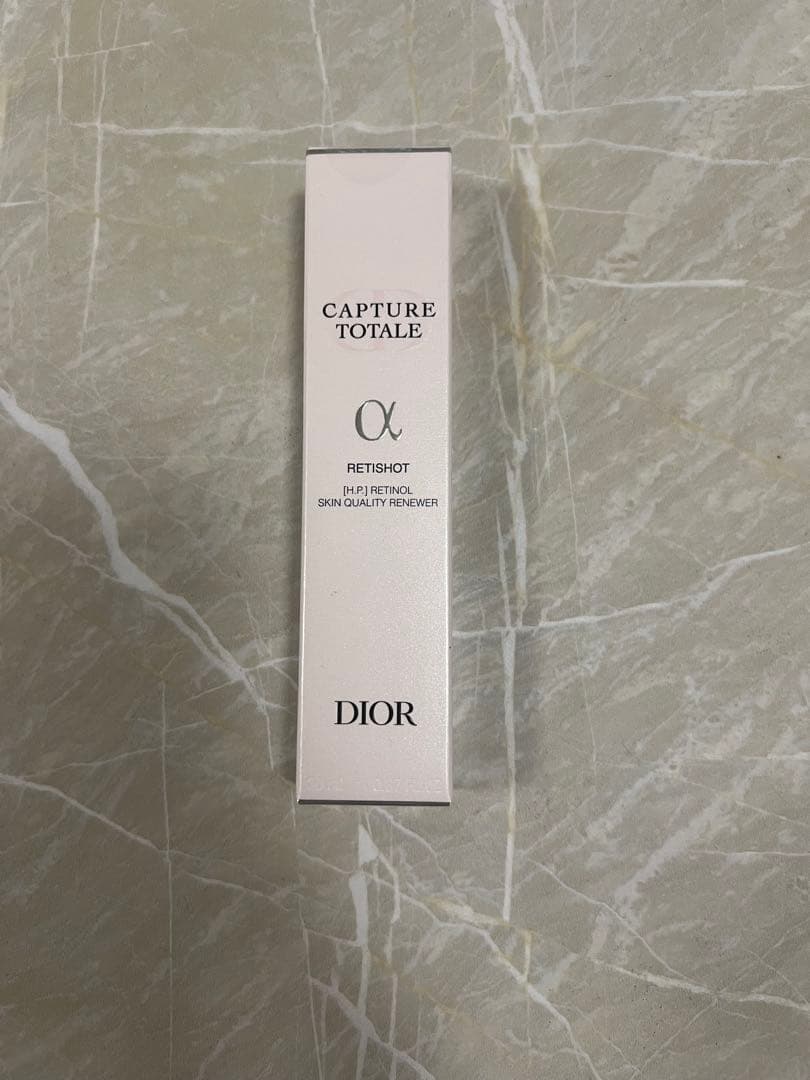 CAPTURE
TOTALE
α
RETISHOT
[H.P.] RETINOL
SKIN QUALITY RENEWER
DIOR